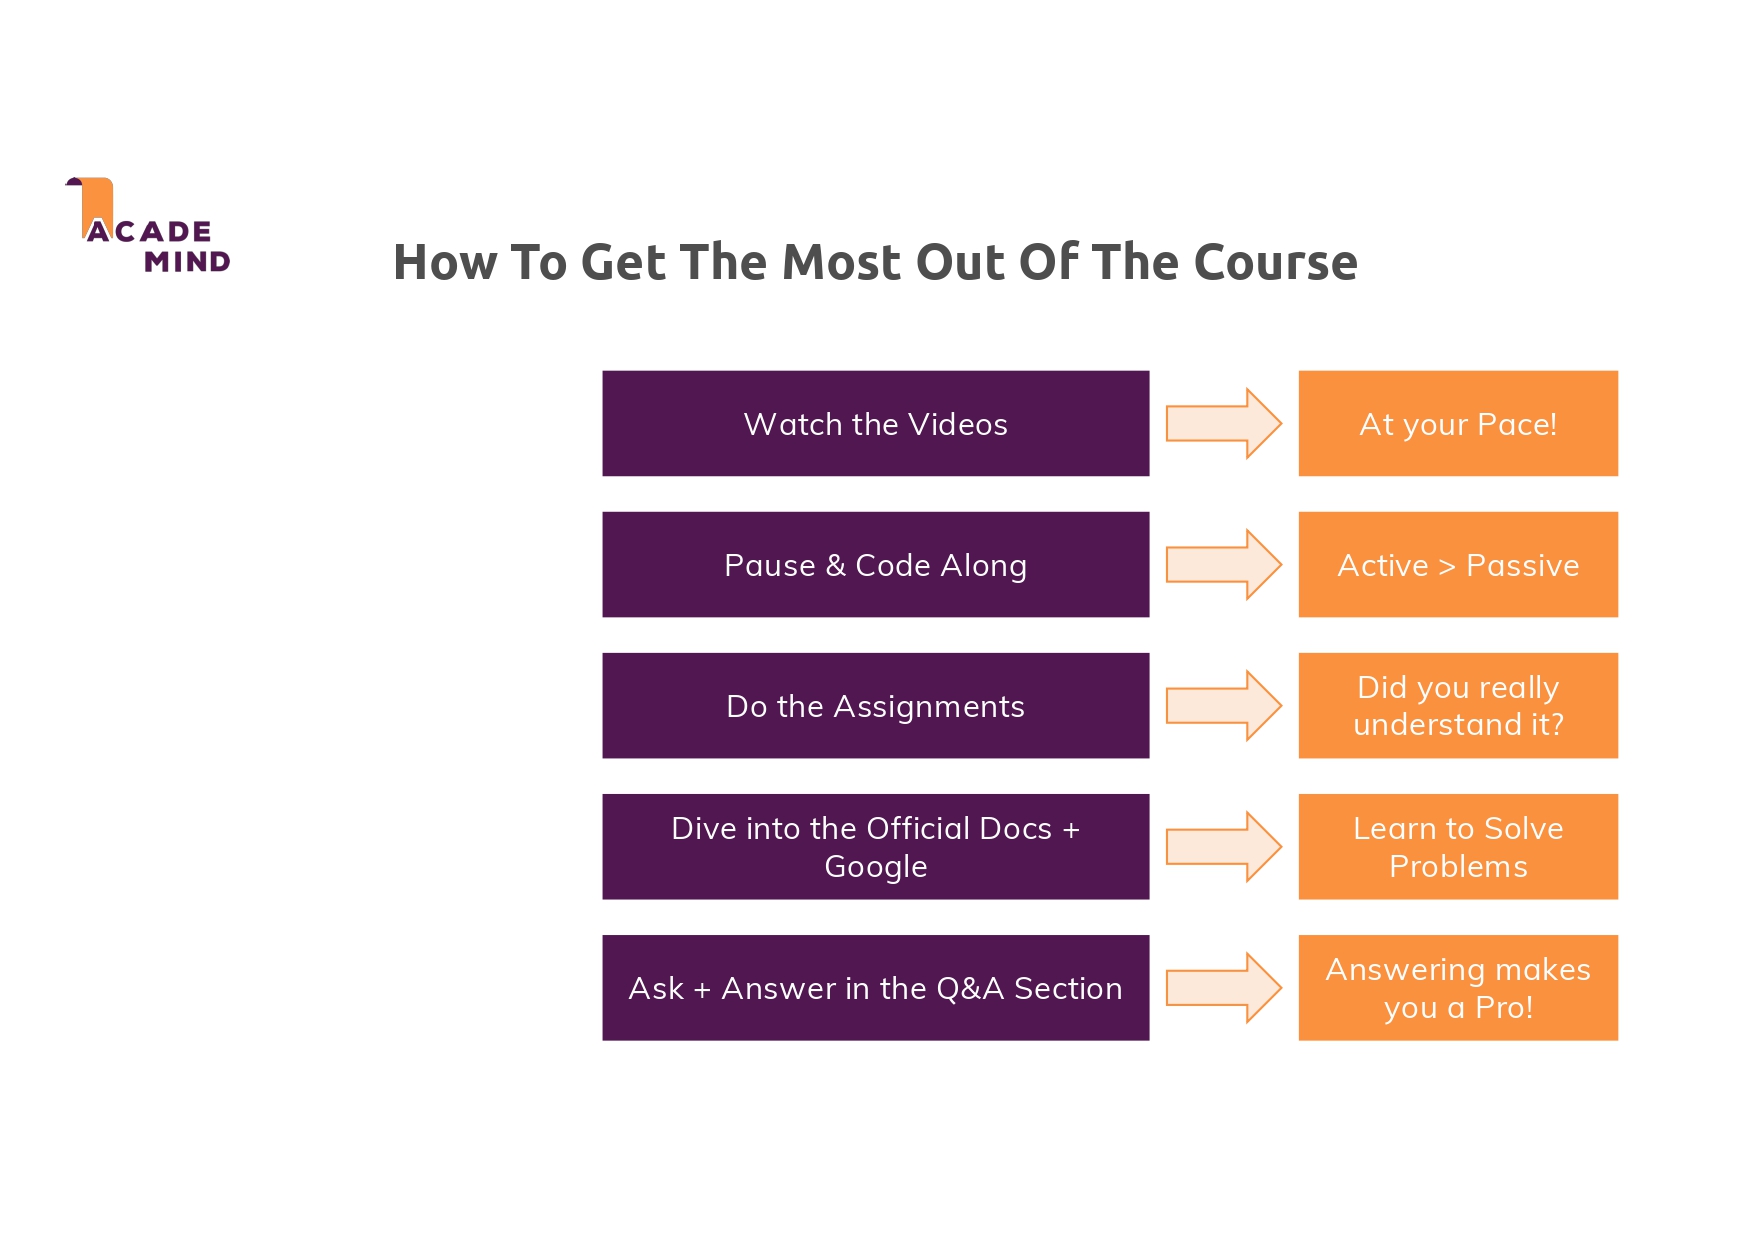 ACADE
MIND
How To Get The Most Out Of The Course
Watch the Videos
At your Pace!
Pause & Code Along
Active > Passive
Do the Assignments
Did you really
understand it?
Dive into the Official Docs +
Google
Learn to Solve
Problems
Ask + Answer in the Q&A Section
Answering makes
you a Pro!